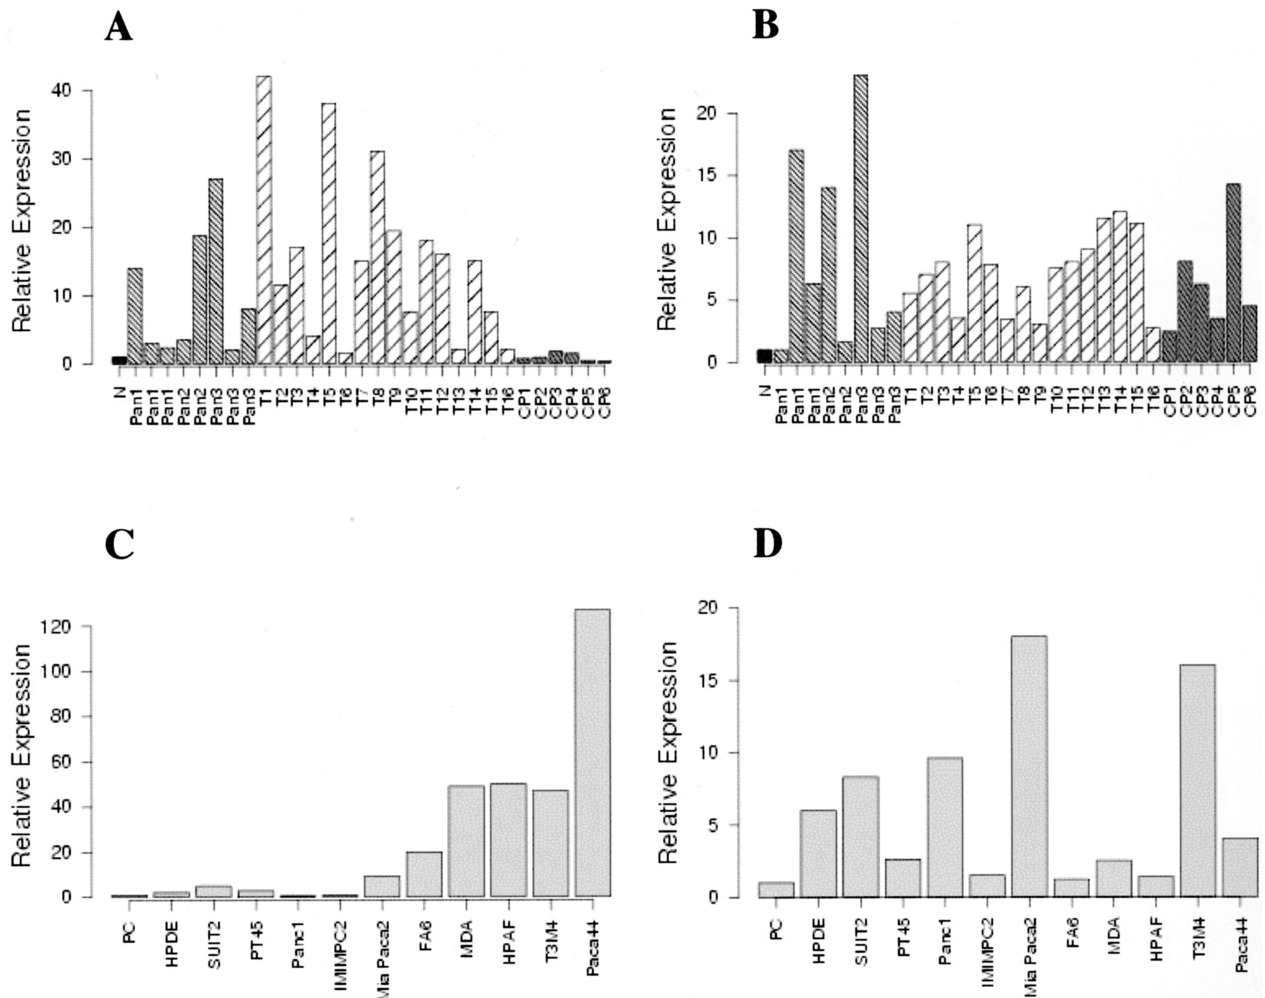 A
Relative Expression
40
30
20
10
0
N Pan1 Pan1 Pan1 Pan2 Pan2 Pan3 Pan3 Pan3 T1 T2 T3 T4 T5 T6 T7 T8 T9 T10 T11 T12 T13 T14 T15 T16 CP1 CP2 CP3 CP4 CP5 CP6
B
Relative Expression
20
15
10
5
0
N Pan1 Pan1 Pan1 Pan2 Pan2 Pan3 Pan3 Pan3 T1 T2 T3 T4 T5 T6 T7 T8 T9 T10 T11 T12 T13 T14 T15 T16 CP1 CP2 CP3 CP4 CP5 CP6
C
Relative Expression
120
100
80
60
40
20
0
PC HPDE SUIT2 PT45 Panc1 IMIMPC2 Mia Paca2 FA6 MDA HPAF T3M4 Paca44
D
Relative Expression
20
15
10
5
0
PC HPDE SUIT2 PT45 Panc1 IMIMPC2 Mia Paca2 FA6 MDA HPAF T3M4 Paca44